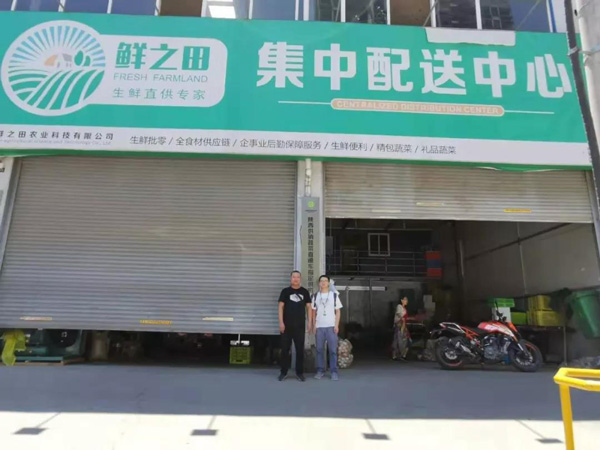 鲜之田
FRESH FARMLAND
生鲜直供专家
集中配送中心
CENTRALIZED DISTRIBUTION CENTER
鲜之田农业科技有限公司
生鲜批零 / 全食材供应链 / 企事业后勤保障服务 / 生鲜便利 / 精包蔬菜 / 礼品蔬菜